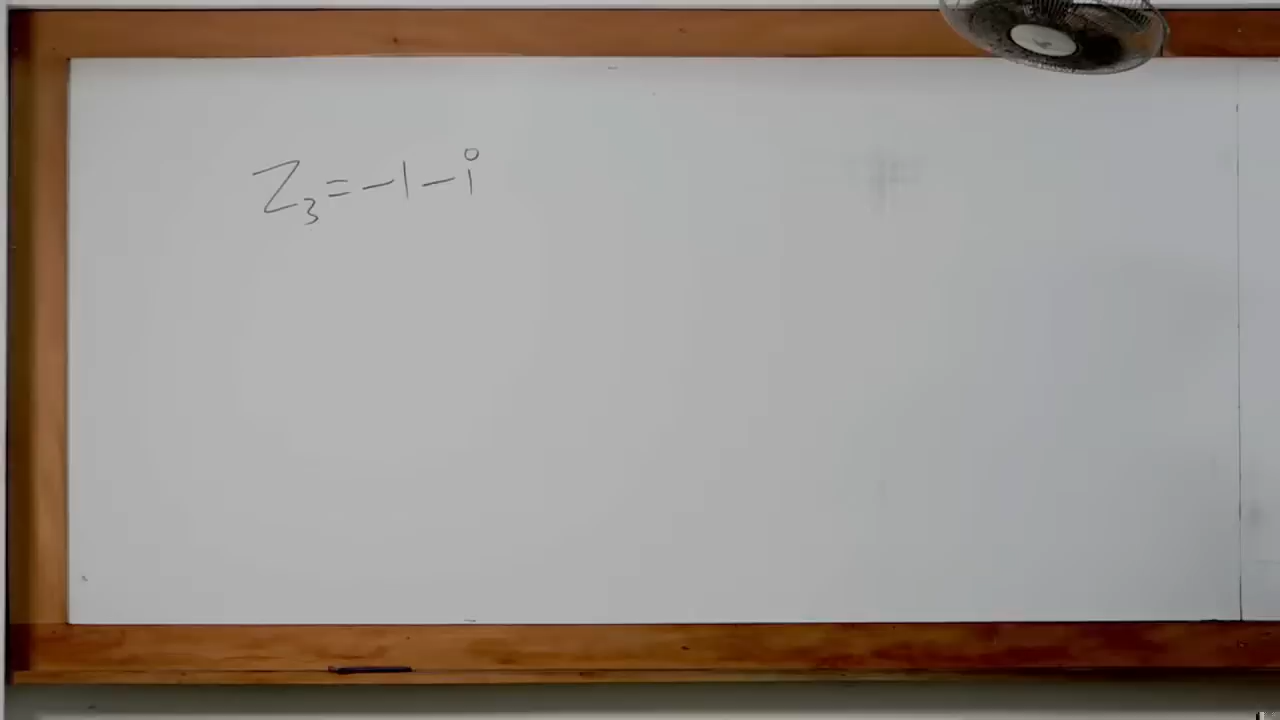 Z₃ = -1 - i